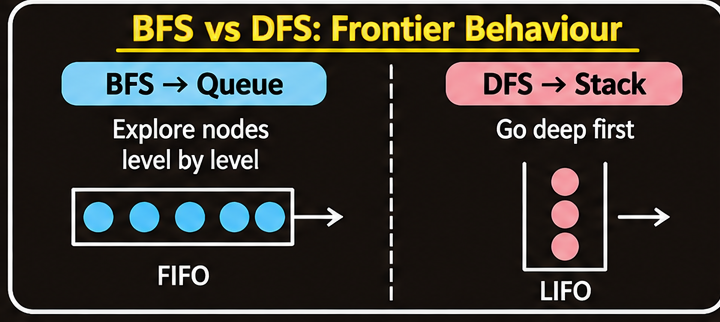 BFS vs DFS: Frontier Behaviour
BFS → Queue
Explore nodes
level by level
FIFO
DFS → Stack
Go deep first
LIFO